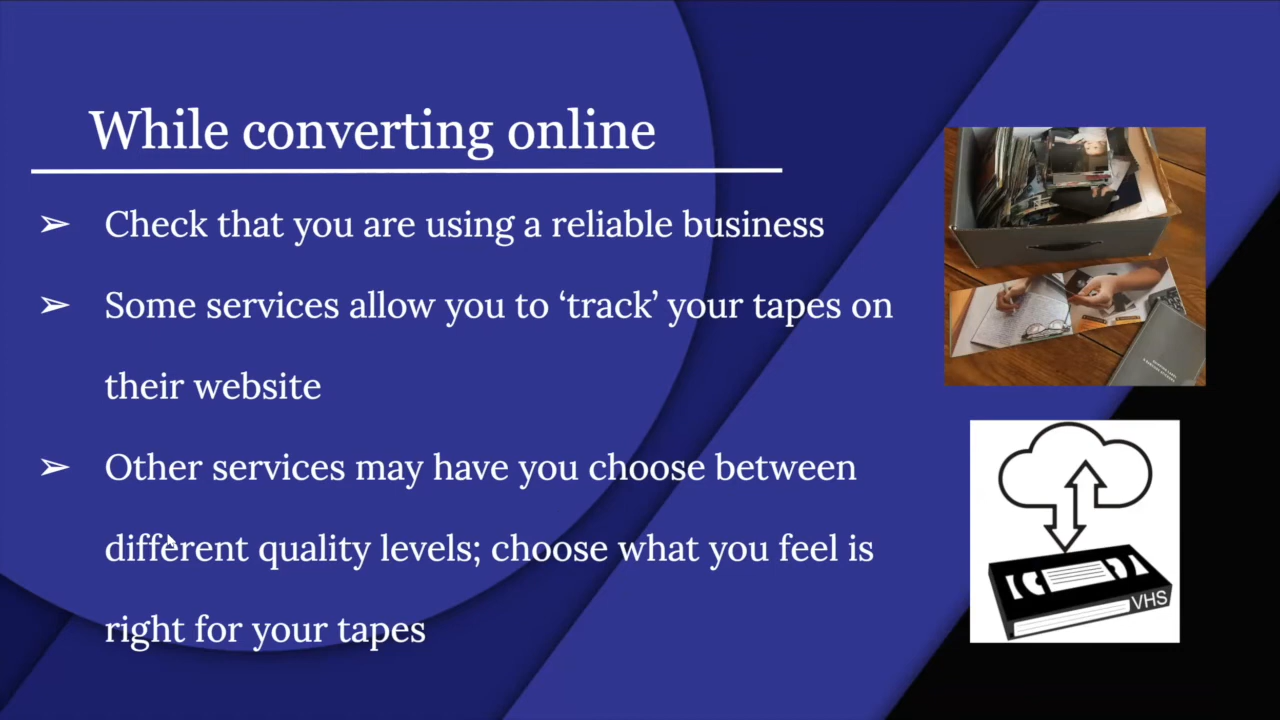 While converting online
➢ Check that you are using a reliable business
➢ Some services allow you to ‘track’ your tapes on
their website
➢ Other services may have you choose between
different quality levels; choose what you feel is
right for your tapes
VHS